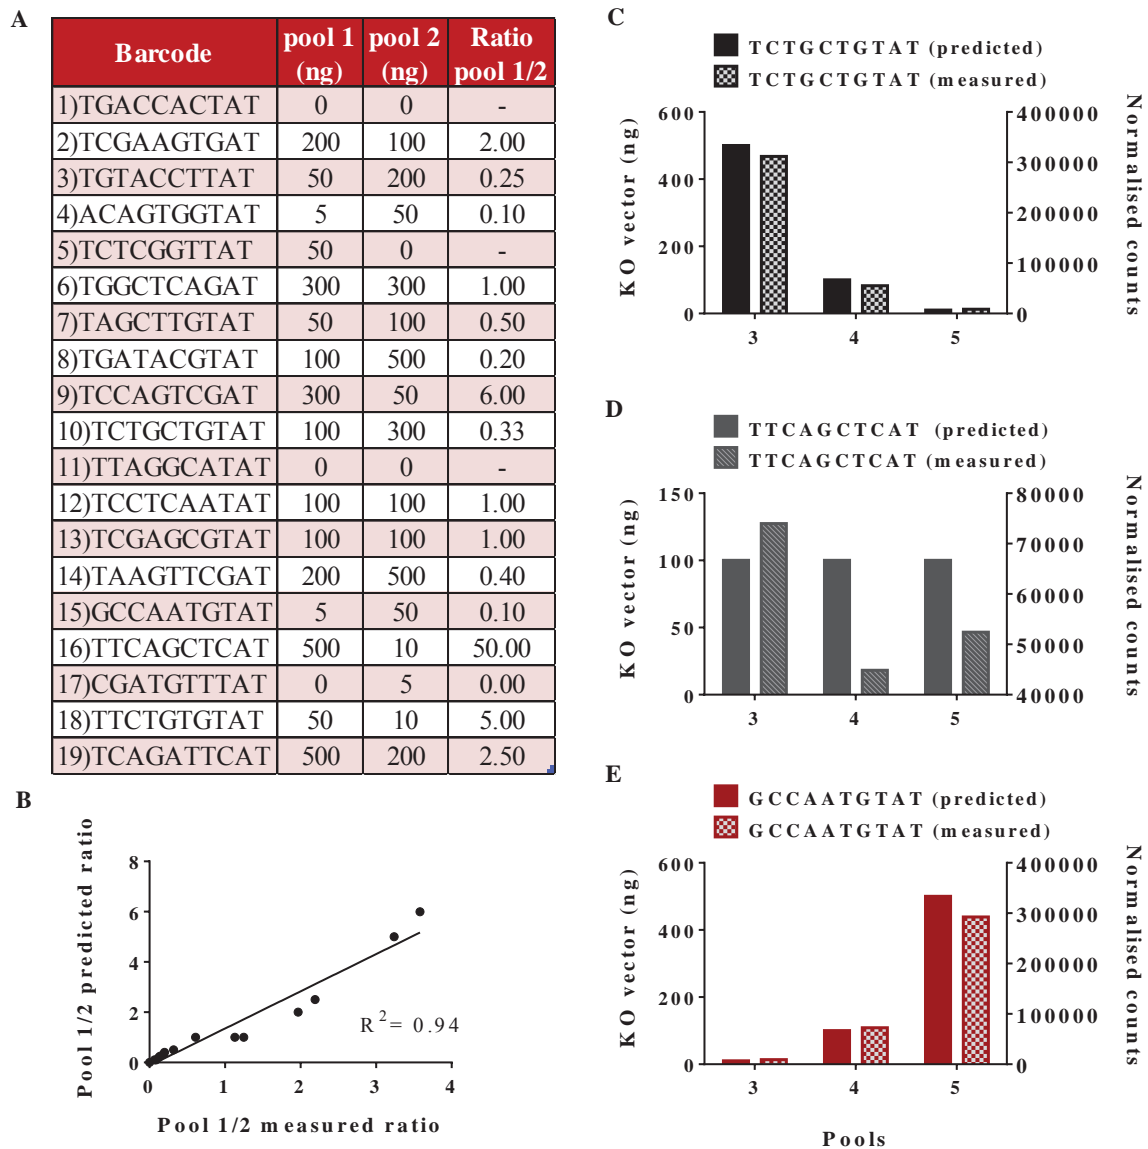 A
Barcode pool 1 (ng) pool 2 (ng) Ratio pool 1/2
1)TGACCACTAT 0 0 -
2)TCGAAGTGAT 200 100 2.00
3)TGTACCTTAT 50 200 0.25
4)ACAGTGGTAT 5 50 0.10
5)TCTCGGTTAT 50 0 -
6)TGGCTCAGAT 300 300 1.00
7)TAGCTTGTAT 50 100 0.50
8)TGATACGTAT 100 500 0.20
9)TCCAGTCGAT 300 50 6.00
10)TCTGCTGTAT 100 300 0.33
11)TTAGGCATAT 0 0 -
12)TCCTCAATAT 100 100 1.00
13)TCGAGCGTAT 100 100 1.00
14)TAAGTTCGAT 200 500 0.40
15)GCCAATGTAT 5 50 0.10
16)TTCAGCTCAT 500 10 50.00
17)CGATGTTTAT 0 5 0.00
18)TTCTGTGTAT 50 10 5.00
19)TCAGATTCAT 500 200 2.50
B
Pool 1/2 predicted ratio
8
6
4
2
0
R2= 0.94
0 1 2 3 4
Pool 1/2 measured ratio
C
TCTGCTGTAT (predicted)
TCTGCTGTAT (measured)
KO vector (ng)
600
400
200
0
Normalised counts
400000
300000
200000
100000
0
3 4 5
D
TTCAGCTCAT (predicted)
TTCAGCTCAT (measured)
KO vector (ng)
150
100
50
0
Normalised counts
80000
70000
60000
50000
40000
3 4 5
E
GCCAATGTAT (predicted)
GCCAATGTAT (measured)
KO vector (ng)
600
400
200
0
Normalised counts
400000
300000
200000
100000
0
3 4 5
Pools